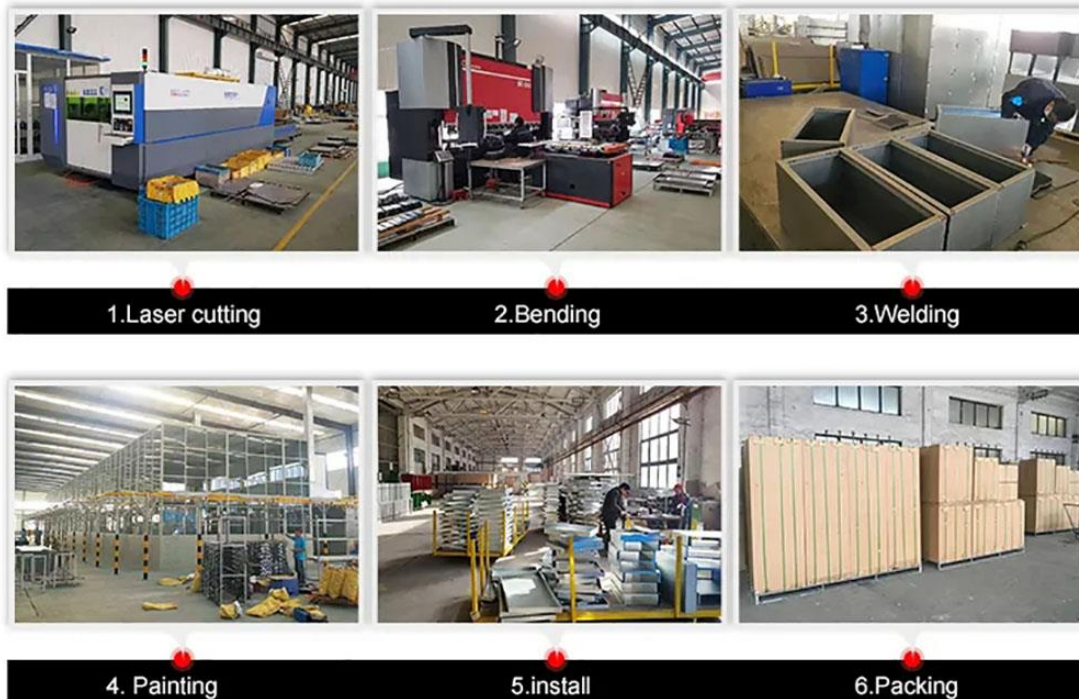 1.Laser cutting
2.Bending
3.Welding
4. Painting
5.install
6.Packing